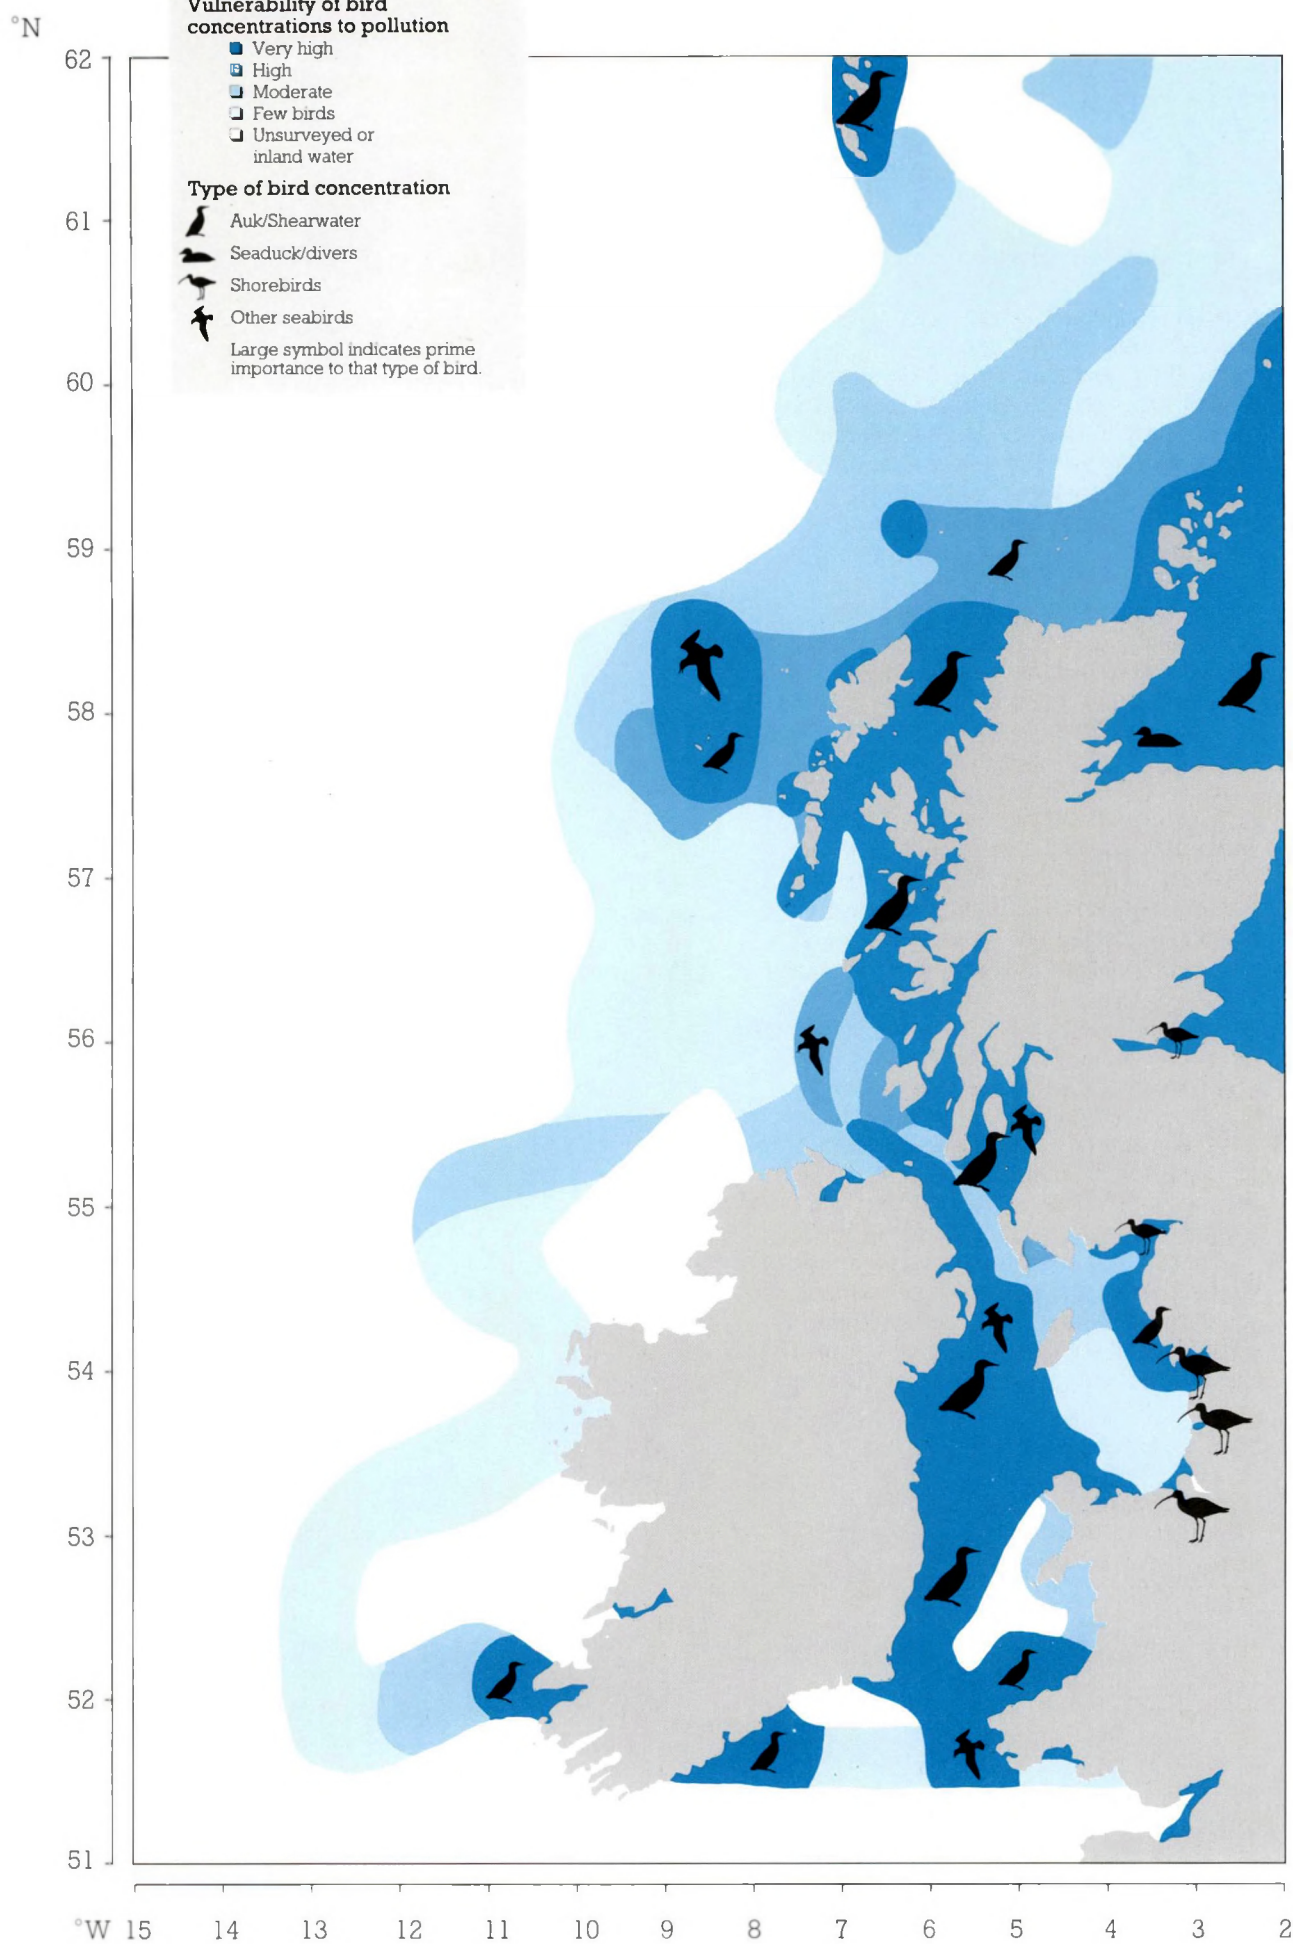 Vulnerability of bird
concentrations to pollution
Very high
High
Moderate
Few birds
Unsurveyed or
inland water
Type of bird concentration
Auk/Shearwater
Seaduck/divers
Shorebirds
Other seabirds
Large symbol indicates prime
importance to that type of bird.
°N
62
61
60
59
58
57
56
55
54
53
52
51
°W 15 14 13 12 11 10 9 8 7 6 5 4 3 2